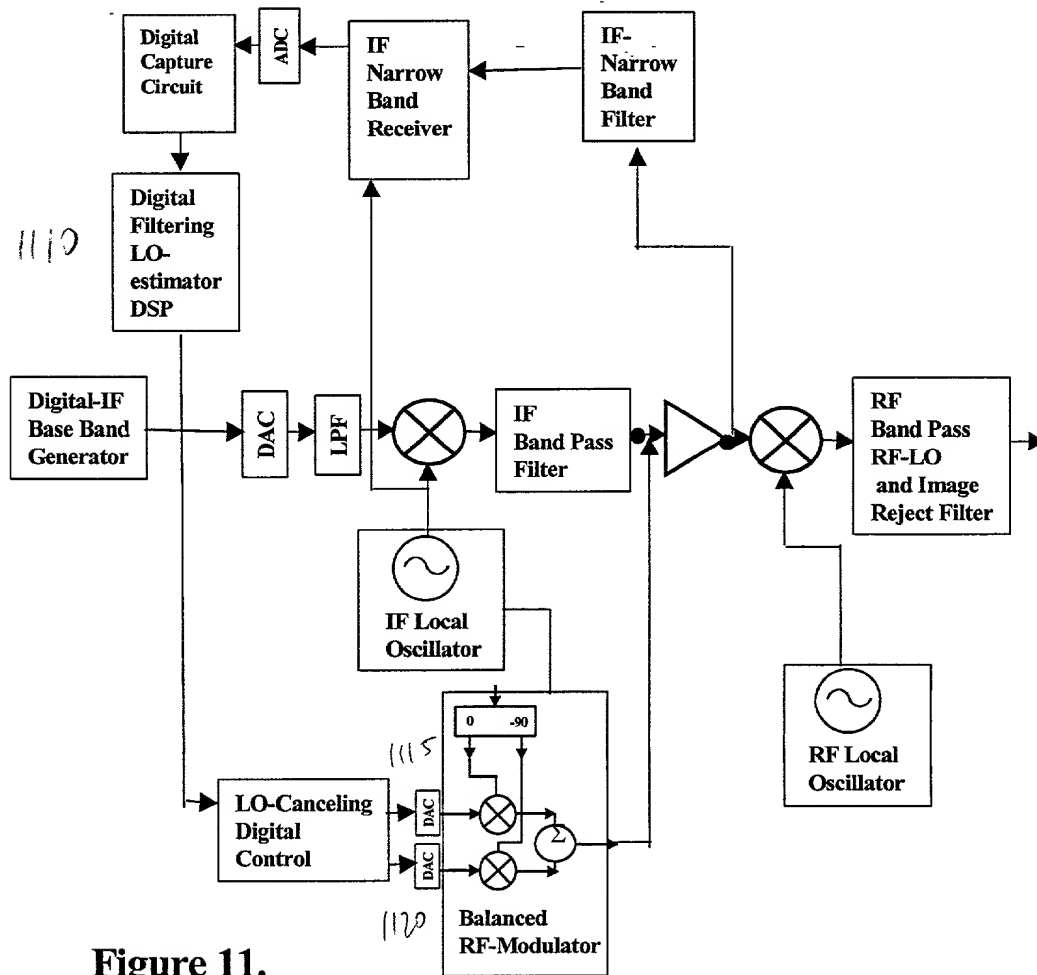 Digital
Capture
Circuit
ADC
IF
Narrow
Band
Receiver
IF-
Narrow
Band
Filter
Digital
Filtering
LO-
estimator
DSP
1110
Digital-IF
Base Band
Generator
DAC
LPF
IF
Band Pass
Filter
RF
Band Pass
RF-LO
and Image
Reject Filter
IF Local
Oscillator
RF Local
Oscillator
0 -90
1115
LO-Canceling
Digital
Control
DAC
DAC
Σ
1120
Balanced
RF-Modulator
Figure 11.